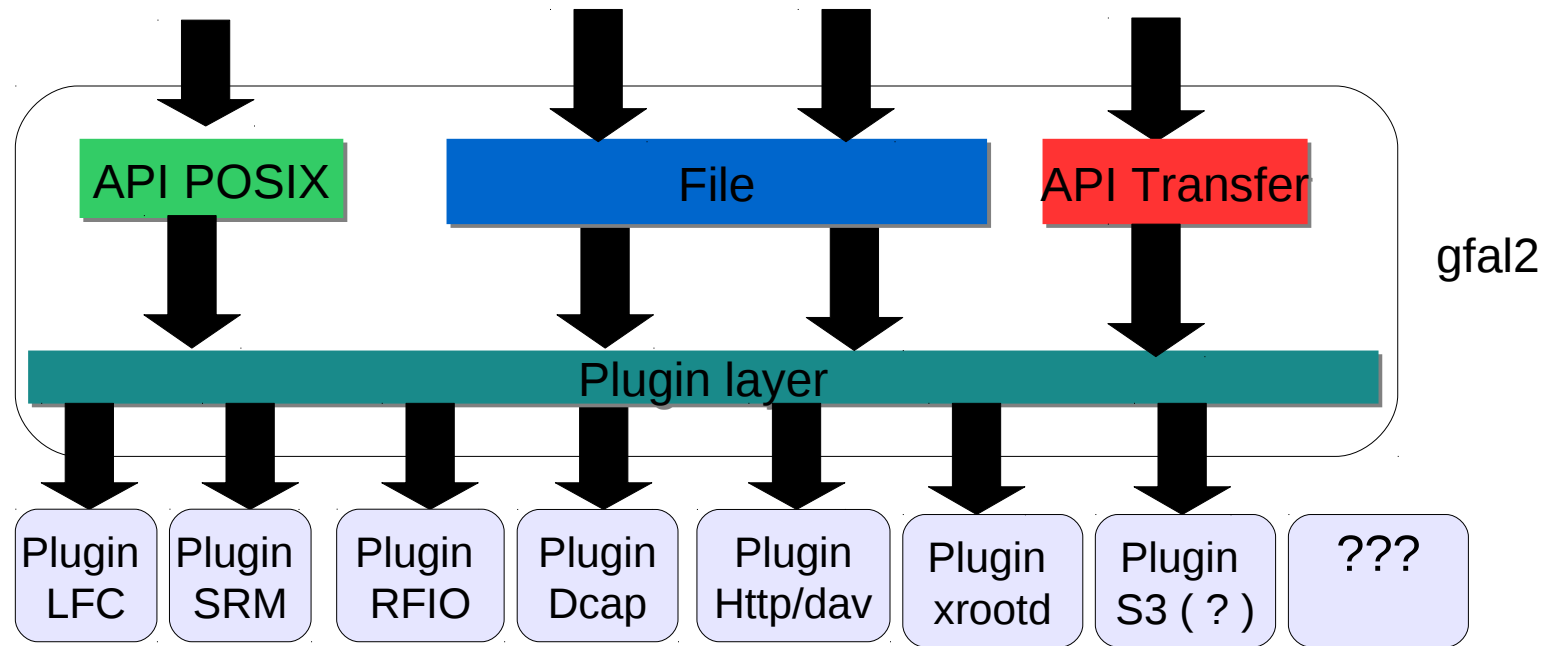 API POSIX
File
API Transfer
gfal2
Plugin layer
Plugin
LFC
Plugin
SRM
Plugin
RFIO
Plugin
Dcap
Plugin
Http/dav
Plugin
xrootd
Plugin
S3 ( ? )
???